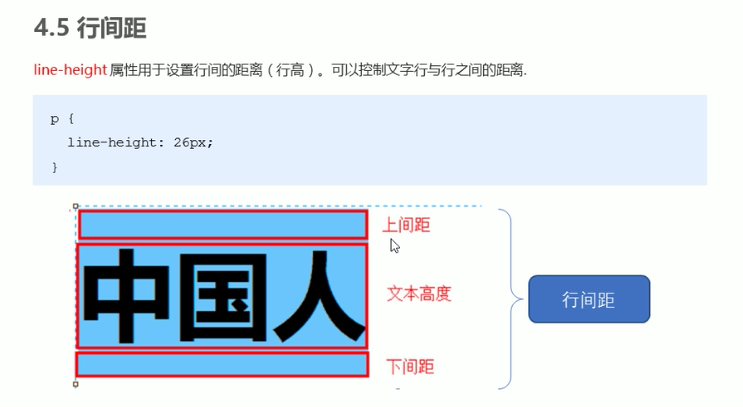 4.5 行间距
line-height 属性用于设置行间的距离（行高）。可以控制文字行与行之间的距离.
p {
  line-height: 26px;
}
上间距
中国人
文本高度
行间距
下间距